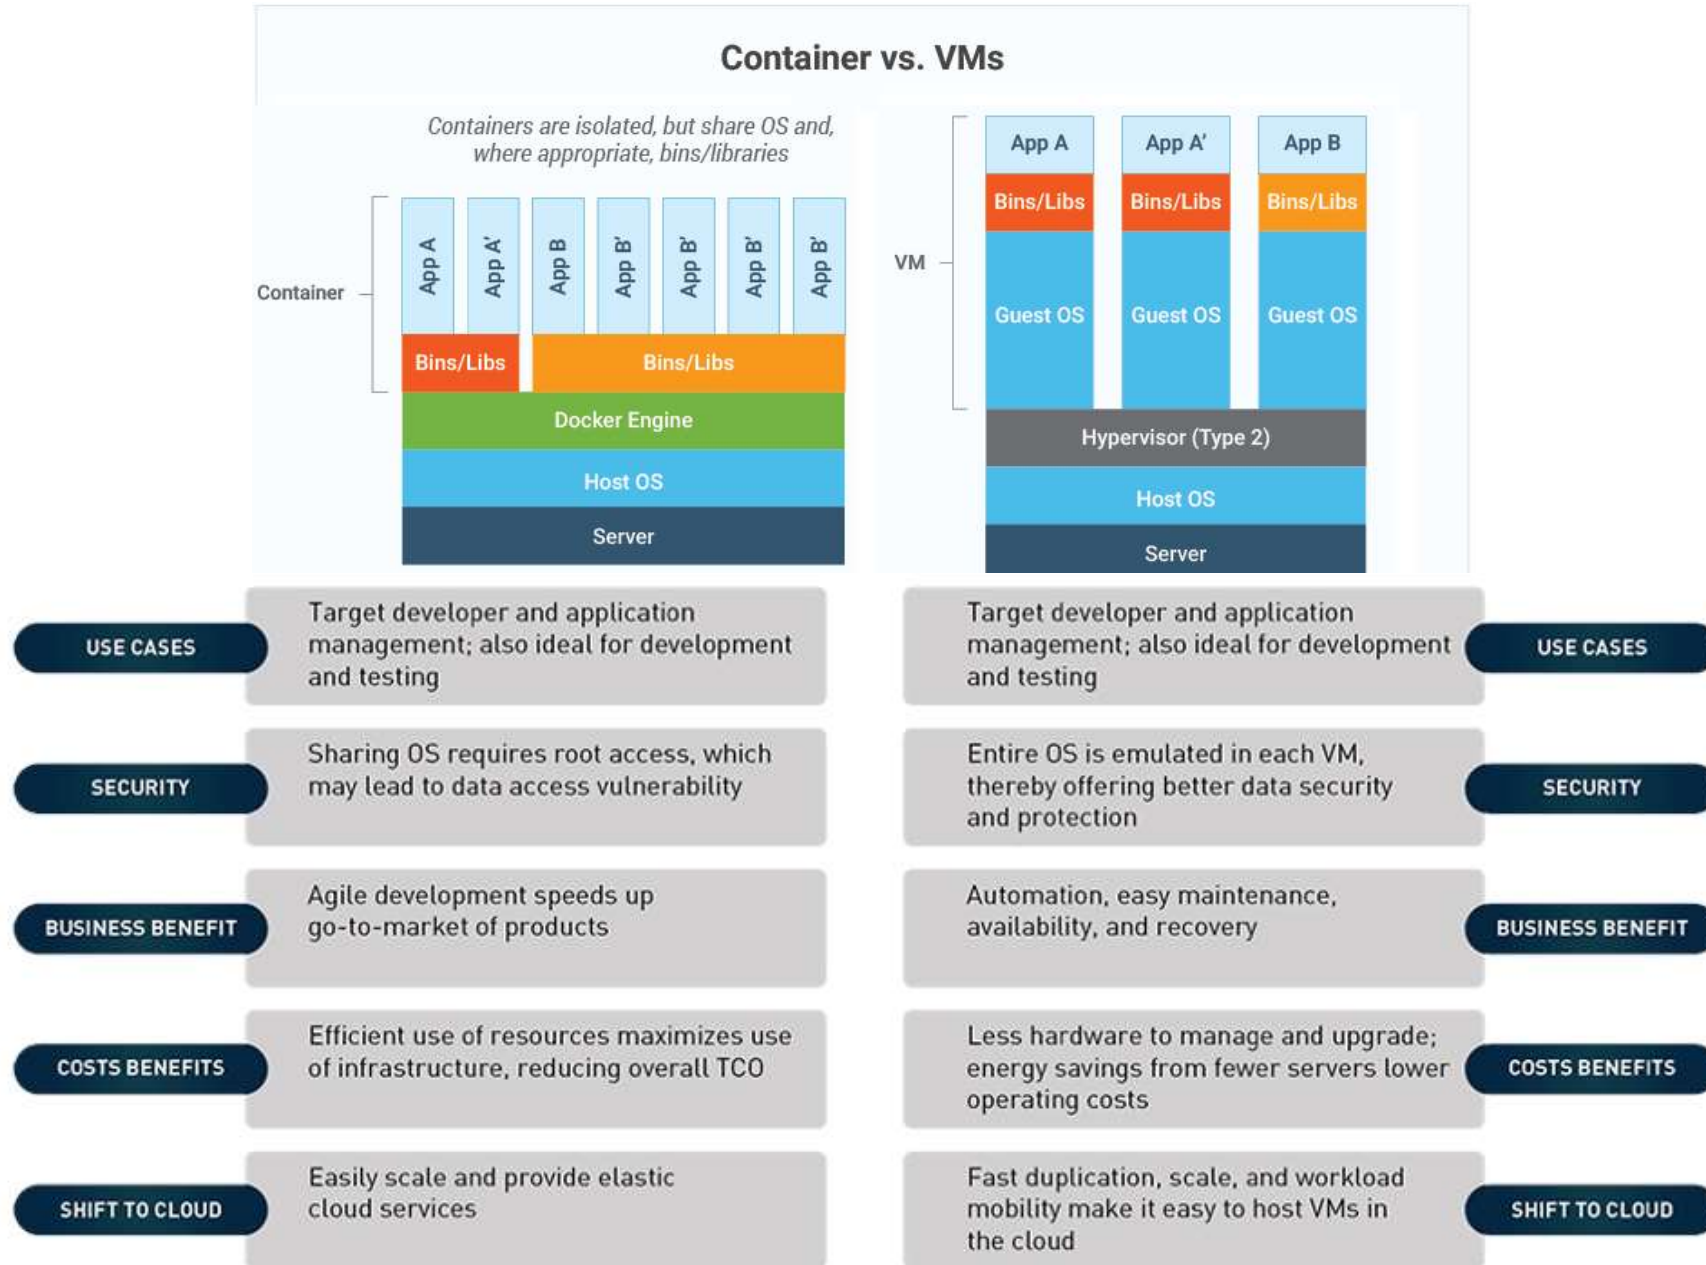 Container vs. VMs
Containers are isolated, but share OS and,
where appropriate, bins/libraries
Container
App A
App A'
App B
App B'
App B'
App B'
App B'
Bins/Libs
Bins/Libs
Docker Engine
Host OS
Server
VM
App A
App A'
App B
Bins/Libs
Bins/Libs
Bins/Libs
Guest OS
Guest OS
Guest OS
Hypervisor (Type 2)
Host OS
Server
USE CASES
Target developer and application
management; also ideal for development
and testing
Target developer and application
management; also ideal for development
and testing
USE CASES
SECURITY
Sharing OS requires root access, which
may lead to data access vulnerability
Entire OS is emulated in each VM,
thereby offering better data security
and protection
SECURITY
BUSINESS BENEFIT
Agile development speeds up
go-to-market of products
Automation, easy maintenance,
availability, and recovery
BUSINESS BENEFIT
COSTS BENEFITS
Efficient use of resources maximizes use
of infrastructure, reducing overall TCO
Less hardware to manage and upgrade;
energy savings from fewer servers lower
operating costs
COSTS BENEFITS
SHIFT TO CLOUD
Easily scale and provide elastic
cloud services
Fast duplication, scale, and workload
mobility make it easy to host VMs in
the cloud
SHIFT TO CLOUD